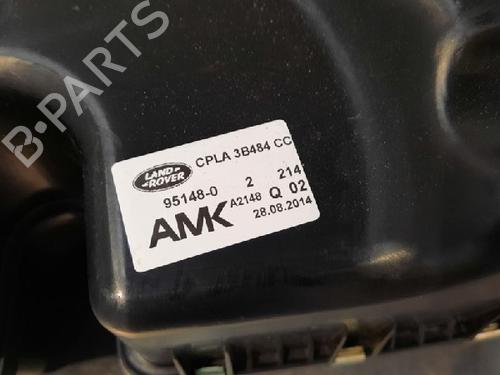 B-PARTS
LAND
ROVER
CPLA 3B484 CC
95148-0 2 214
AMK A2148 Q 02
28.08.2014